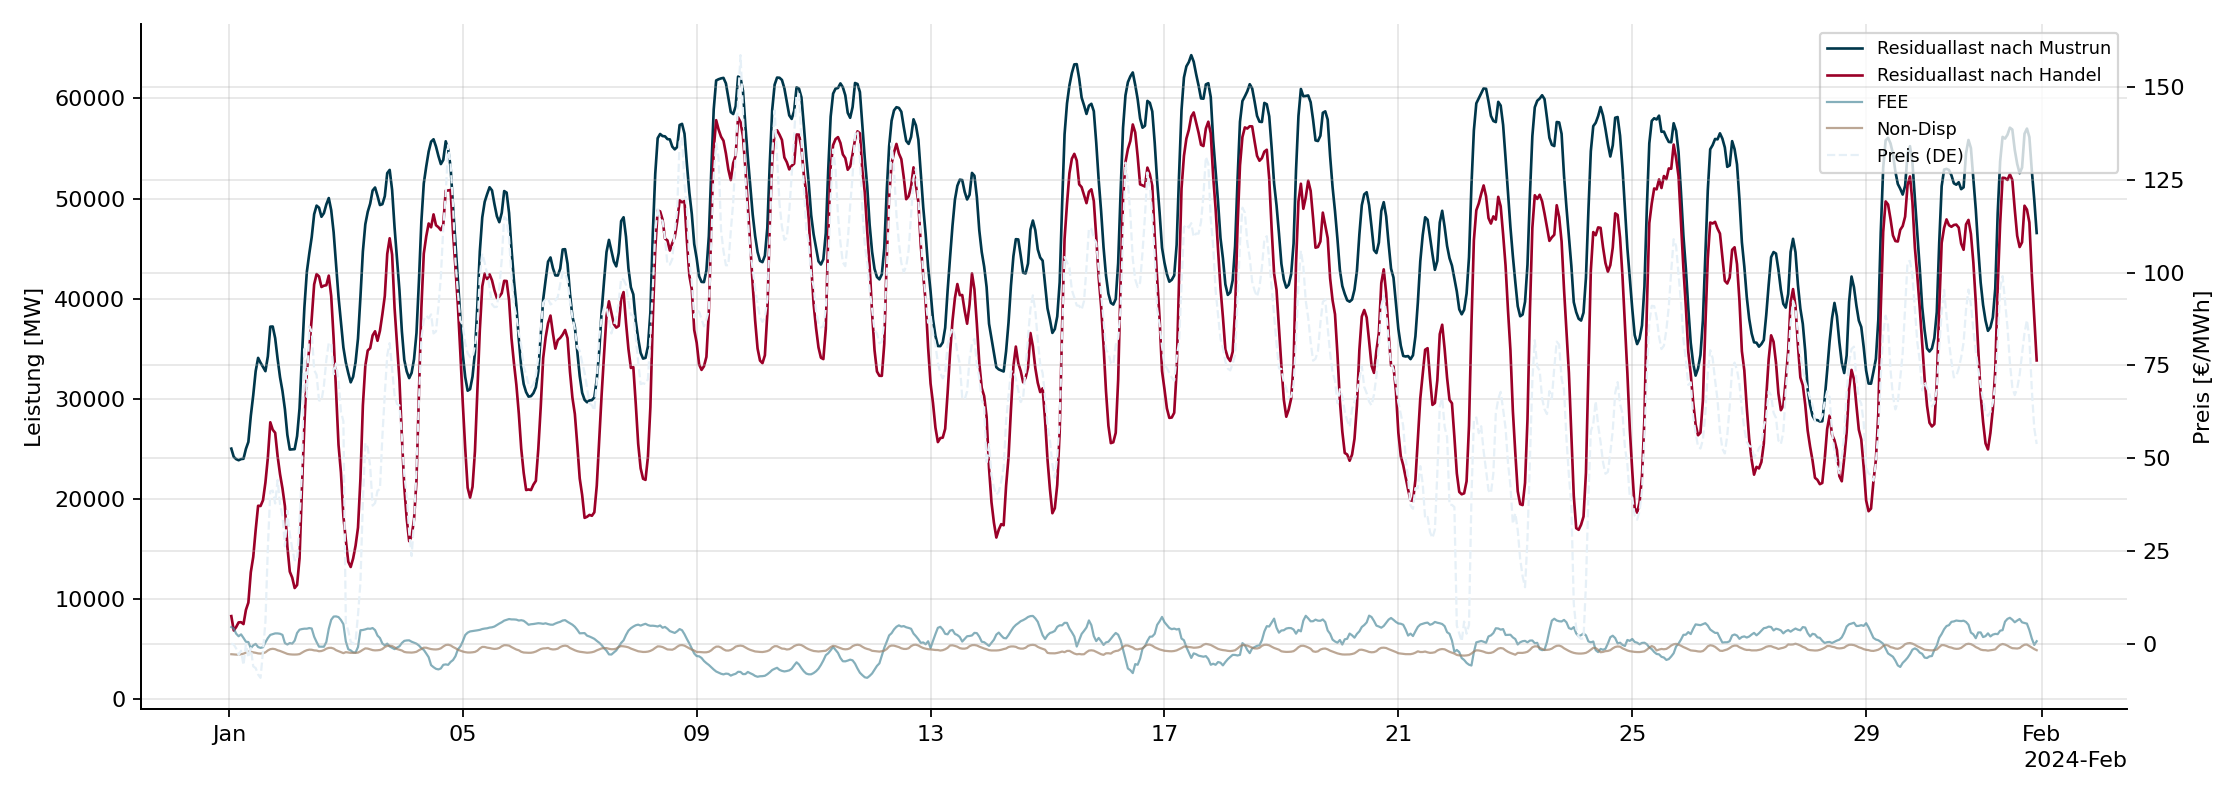 Residuallast nach Mustrun
Residuallast nach Handel
FEE
Non-Disp
Preis (DE)
Leistung [MW]
60000
50000
40000
30000
20000
10000
0
150
125
100
75
50
25
0
Preis [€/MWh]
Jan
05
09
13
17
21
25
29
Feb
2024-Feb